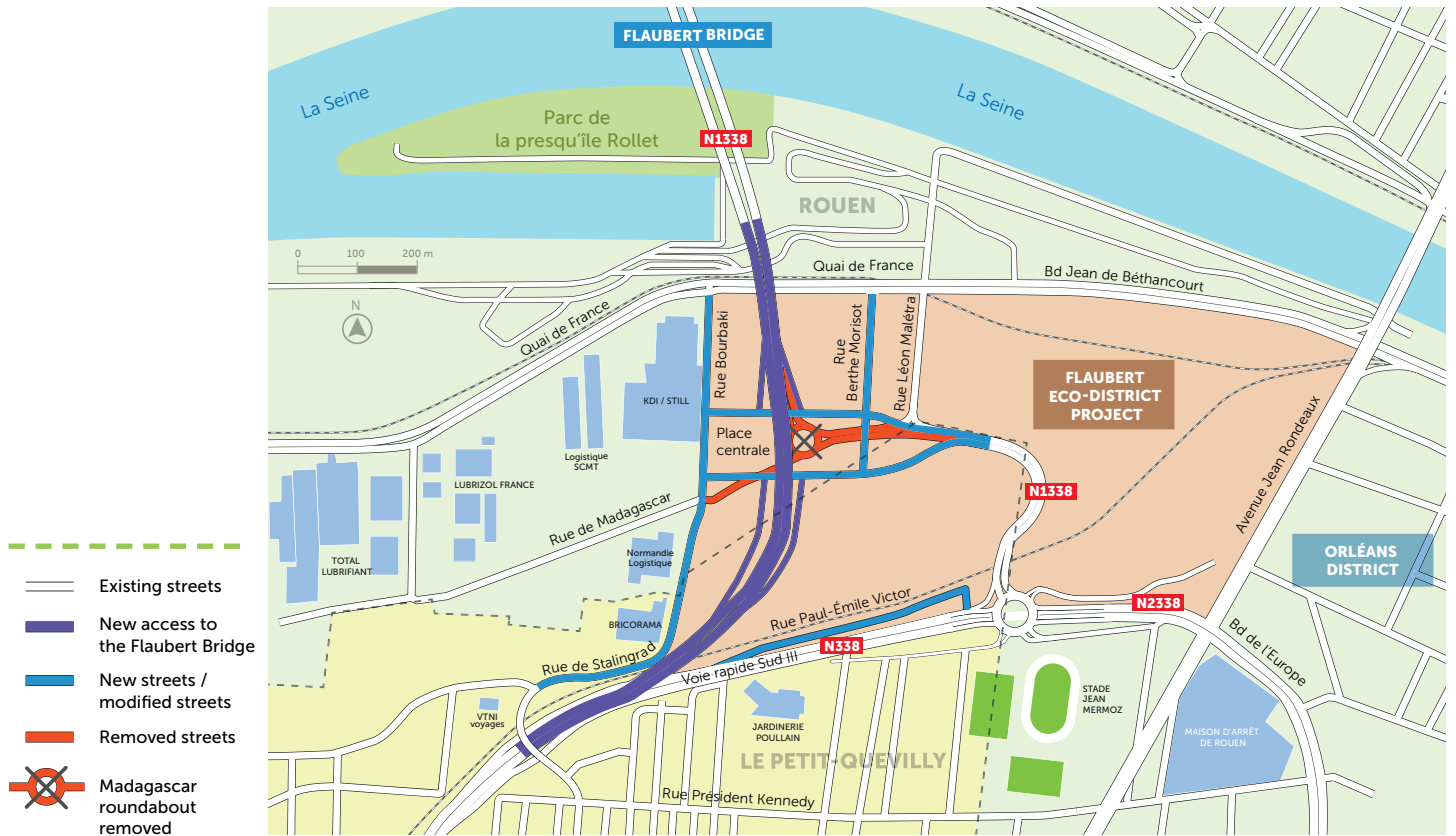 FLAUBERT BRIDGE
La Seine
La Seine
Parc de
la presqu'île Rollet
N1338
ROUEN
0 100 200 m
N
Quai de France
Bd Jean de Béthancourt
Quai de France
Rue Bourbaki
Rue
Berthe Morisot
Rue Léon Malétra
FLAUBERT
ECO-DISTRICT
PROJECT
KDI / STILL
Place
centrale
Logistique
SCMT
LUBRIZOL FRANCE
N1338
Avenue Jean Rondeaux
Rue de Madagascar
TOTAL
LUBRIFIANT
Normandie
Logistique
ORLÉANS
DISTRICT
BRICORAMA
Rue Paul-Émile Victor
N2338
N338
Rue de Stalingrad
Voie rapide Sud III
Bd de l'Europe
VTNI
voyages
JARDINERIE
POULLAIN
STADE
JEAN
MERMOZ
MAISON D'ARRÊT
DE ROUEN
LE PETIT-QUEVILLY
Rue Président Kennedy
Existing streets
New access to
the Flaubert Bridge
New streets /
modified streets
Removed streets
Madagascar
roundabout
removed